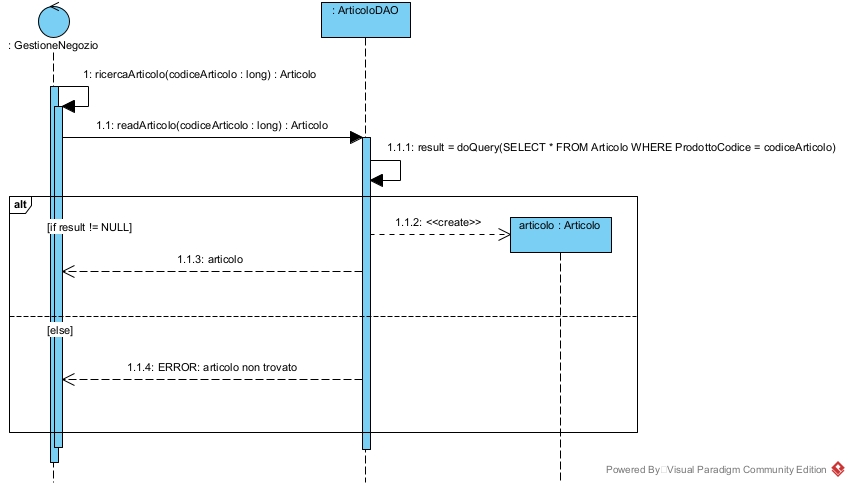 : GestioneNegozio
: ArticoloDAO
1: ricercaArticolo(codiceArticolo : long) : Articolo
1.1: readArticolo(codiceArticolo : long) : Articolo
1.1.1: result = doQuery(SELECT * FROM Articolo WHERE ProdottoCodice = codiceArticolo)
alt
[if result != NULL]
1.1.2: <<create>>
articolo : Articolo
1.1.3: articolo
[else]
1.1.4: ERROR: articolo non trovato
Powered By Visual Paradigm Community Edition